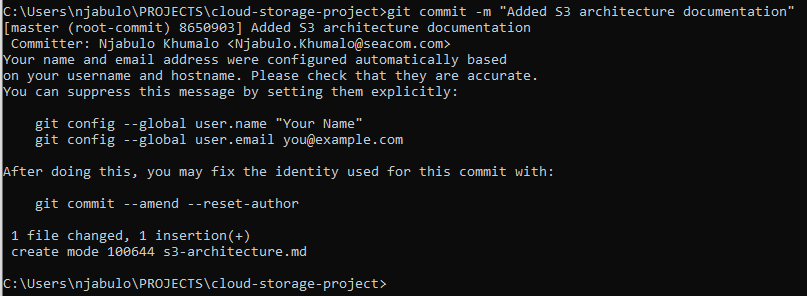 C:\Users\njabulo\PROJECTS\cloud-storage-project>git commit -m "Added S3 architecture documentation"
[master (root-commit) 8650903] Added S3 architecture documentation
 Committer: Njabulo Khumalo <Njabulo.Khumalo@seacom.com>
Your name and email address were configured automatically based
on your username and hostname. Please check that they are accurate.
You can suppress this message by setting them explicitly:

    git config --global user.name "Your Name"
    git config --global user.email you@example.com

After doing this, you may fix the identity used for this commit with:

    git commit --amend --reset-author

 1 file changed, 1 insertion(+)
 create mode 100644 s3-architecture.md

C:\Users\njabulo\PROJECTS\cloud-storage-project>